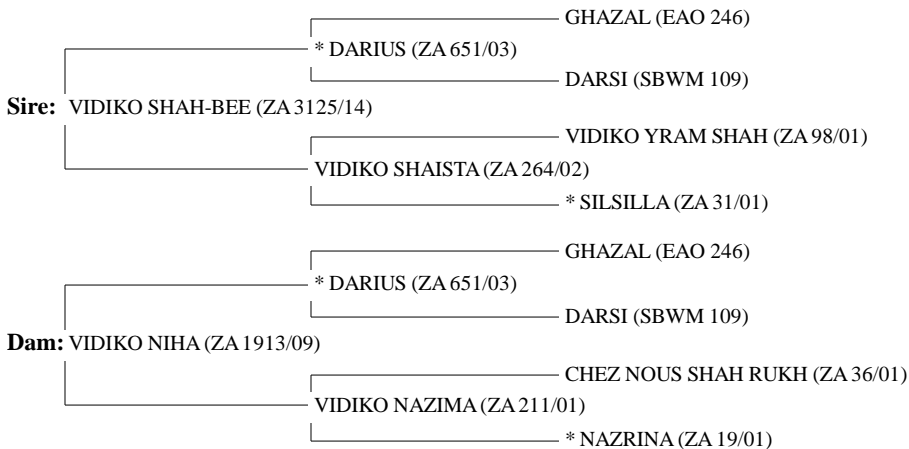 GHAZAL (EAO 246)
* DARIUS (ZA 651/03)
DARSI (SBWM 109)
Sire: VIDIKO SHAH-BEE (ZA 3125/14)
VIDIKO YRAM SHAH (ZA 98/01)
VIDIKO SHAISTA (ZA 264/02)
* SILSILLA (ZA 31/01)
GHAZAL (EAO 246)
* DARIUS (ZA 651/03)
DARSI (SBWM 109)
Dam: VIDIKO NIHA (ZA 1913/09)
CHEZ NOUS SHAH RUKH (ZA 36/01)
VIDIKO NAZIMA (ZA 211/01)
* NAZRINA (ZA 19/01)